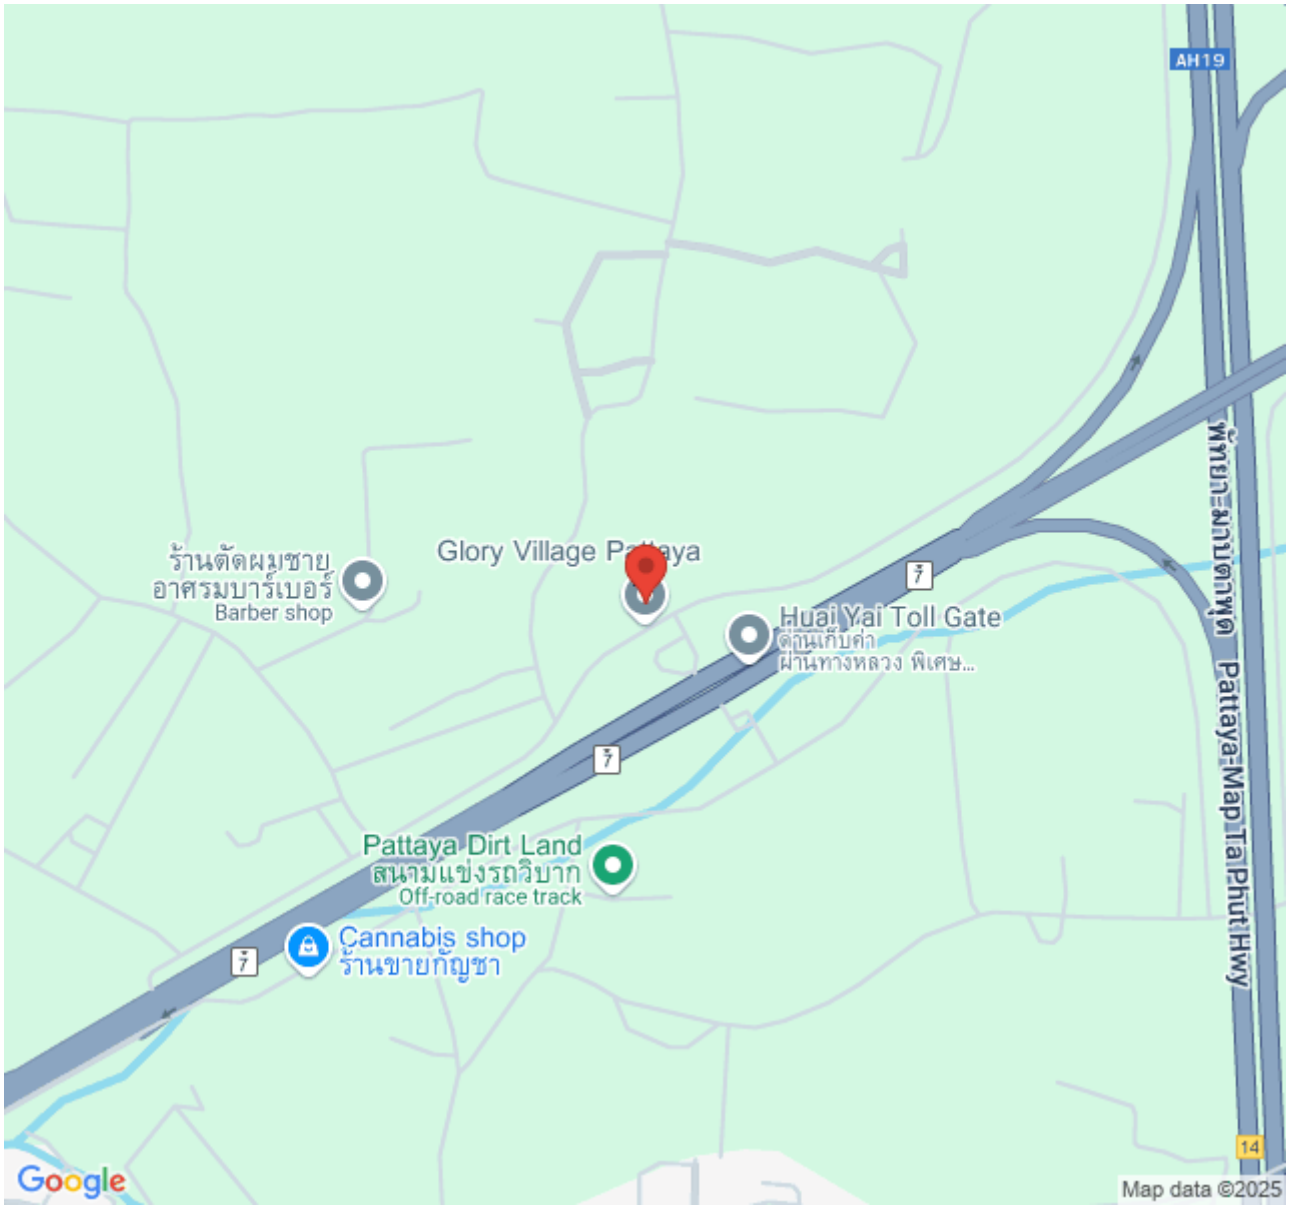 AH19
พัทยา-มาบตาพุด
Glory Village Pattaya
ร้านตัดผมชาย
อาศรมบาร์เบอร์
Barber shop
7
Huai Yai Toll Gate
ด่านเก็บค่า
ผ่านทางหลวง พิเศษ...
Pattaya-Map Ta Phut Hwy
7
Pattaya Dirt Land
สนามแข่งรถวิบาก
Off-road race track
Cannabis shop
ร้านขายกัญชา
7
14
Google
Map data ©2025